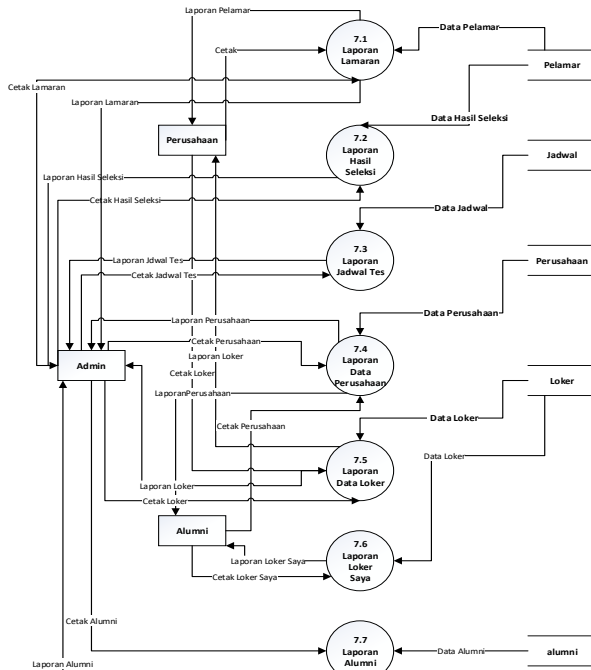 Laporan Pelamar
7.1
Laporan
Lamaran
Data Pelamar
Cetak
Pelamar
Cetak Lamaran
Laporan Lamaran
Data Hasil Seleksi
Perusahaan
7.2
Laporan
Hasil
Seleksi
Jadwal
Laporan Hasil Seleksi
Cetak Hasil Seleksi
Data Jadwal
7.3
Laporan
Jadwal Tes
Laporan Jdwal Tes
Cetak Jadwal Tes
Perusahaan
Data Perusahaan
Laporan Perusahaan
Cetak Perusahaan
7.4
Laporan
Data
Perusahaan
Laporan Loker
Admin
Cetak Loker
LaporanPerusahaan
Loker
Data Loker
Cetak Perusahaan
7.5
Laporan
Data Loker
Data Loker
Laporan Loker
Cetak Loker
Alumni
7.6
Laporan
Loker
Saya
Laporan Loker Saya
Cetak Loker Saya
Cetak Alumni
7.7
Laporan
Alumni
Data Alumni
alumni
Laporan Alumni